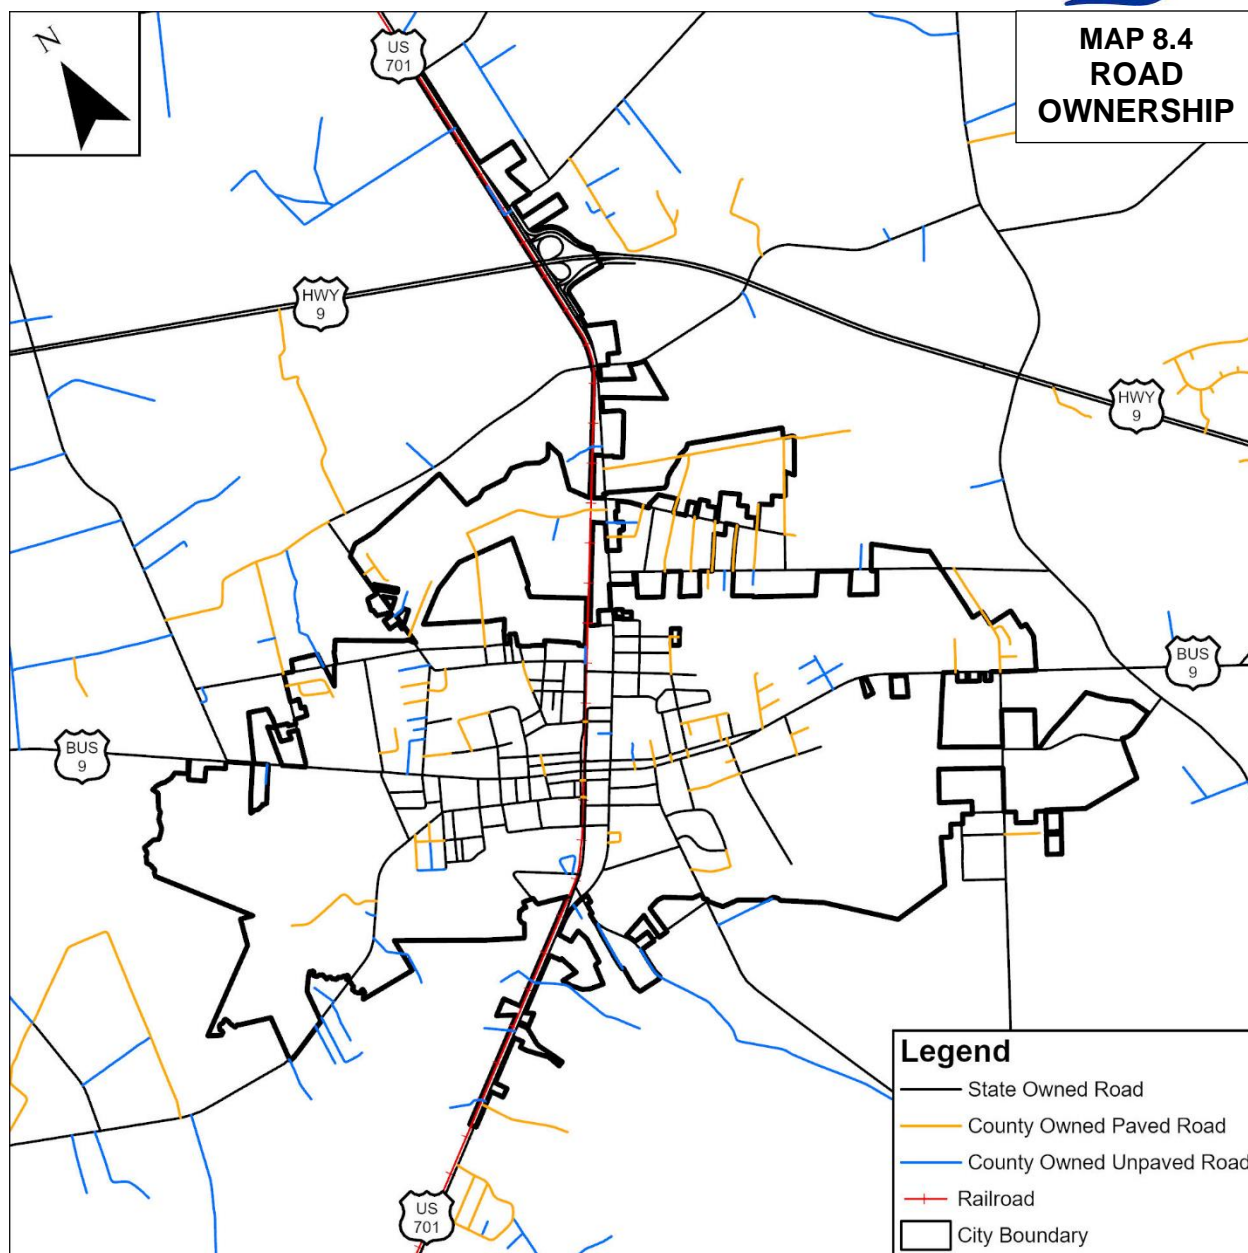 MAP 8.4
ROAD
OWNERSHIP
N
US
701
HWY
9
HWY
9
BUS
9
BUS
9
US
701
Legend
State Owned Road
County Owned Paved Road
County Owned Unpaved Road
Railroad
City Boundary